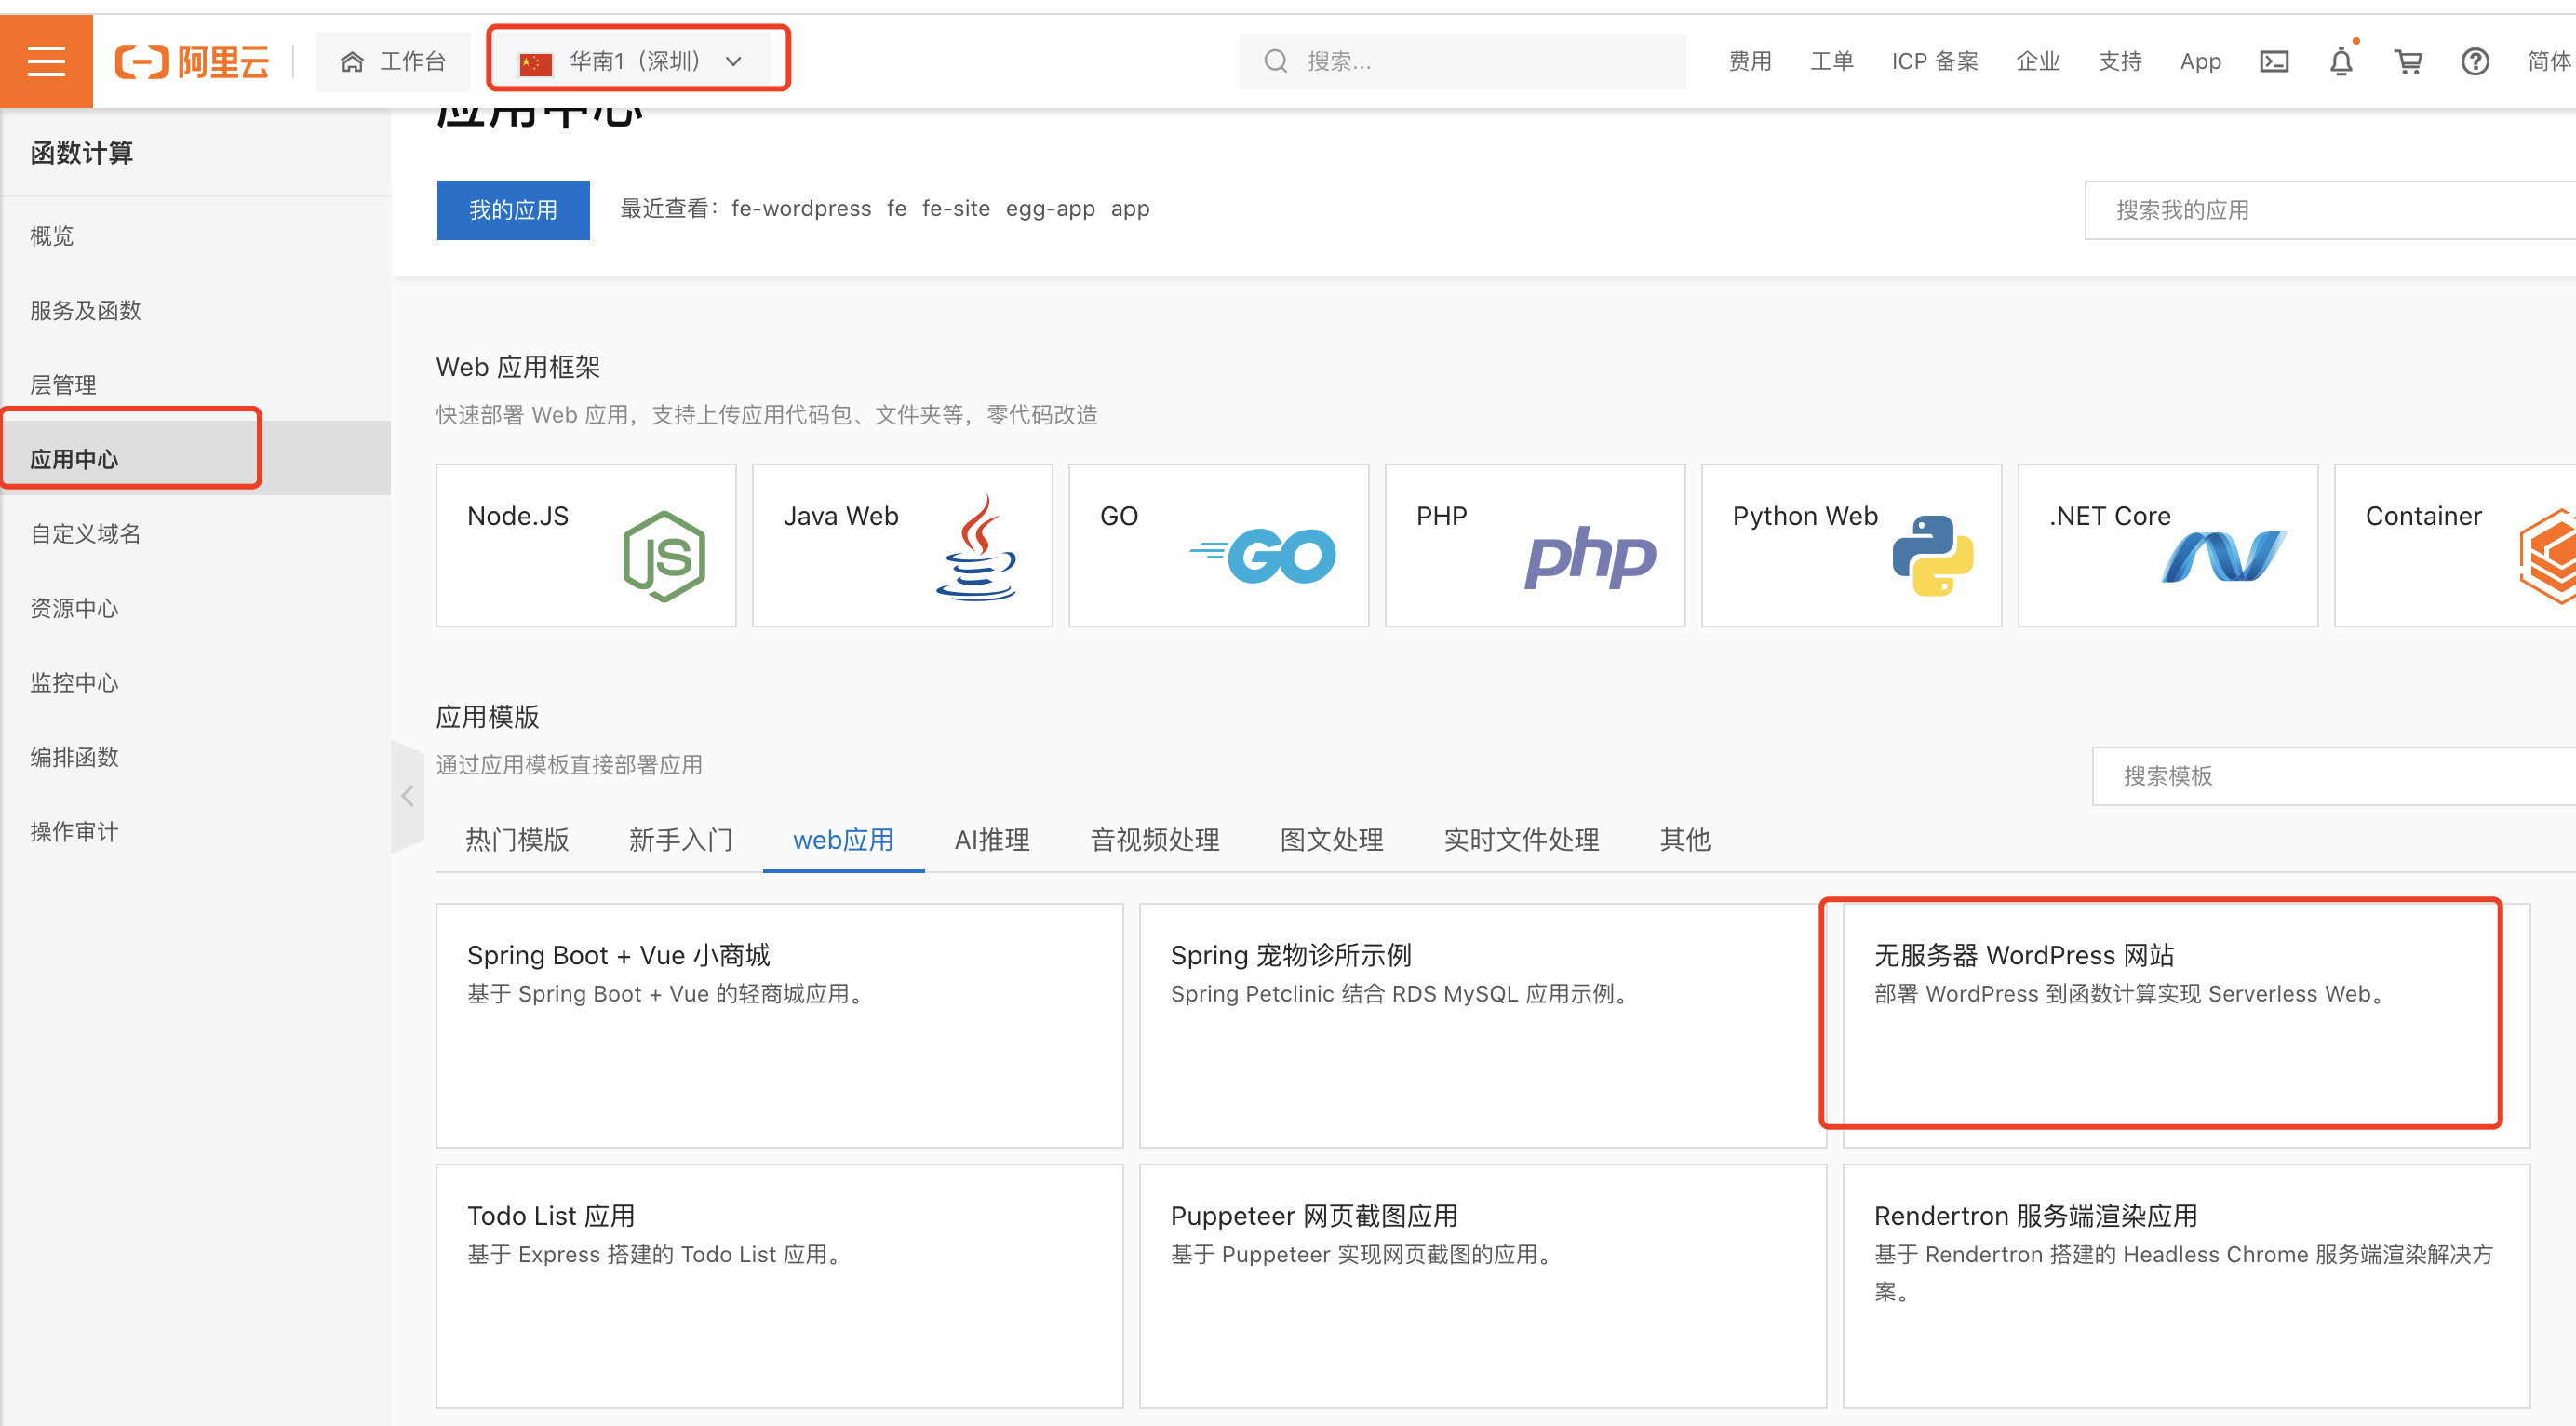 阿里云
工作台
华南1（深圳）
搜索...
费用 工单 ICP 备案 企业 支持 App 简体
函数计算
概览
服务及函数
层管理
应用中心
自定义域名
资源中心
监控中心
编排函数
操作审计
应用中心
我的应用
最近查看：fe-wordpress fe fe-site egg-app app
搜索我的应用
Web 应用框架
快速部署 Web 应用，支持上传应用代码包、文件夹等，零代码改造
Node.JS
JS
Java Web
GO
GO
PHP
php
Python Web
.NET Core
Container
应用模版
通过应用模板直接部署应用
搜索模板
热门模版 新手入门 web应用 AI推理 音视频处理 图文处理 实时文件处理 其他
Spring Boot + Vue 小商城
基于 Spring Boot + Vue 的轻商城应用。
Spring 宠物诊所示例
Spring Petclinic 结合 RDS MySQL 应用示例。
无服务器 WordPress 网站
部署 WordPress 到函数计算实现 Serverless Web。
Todo List 应用
基于 Express 搭建的 Todo List 应用。
Puppeteer 网页截图应用
基于 Puppeteer 实现网页截图的应用。
Rendertron 服务端渲染应用
基于 Rendertron 搭建的 Headless Chrome 服务端渲染解决方
案。